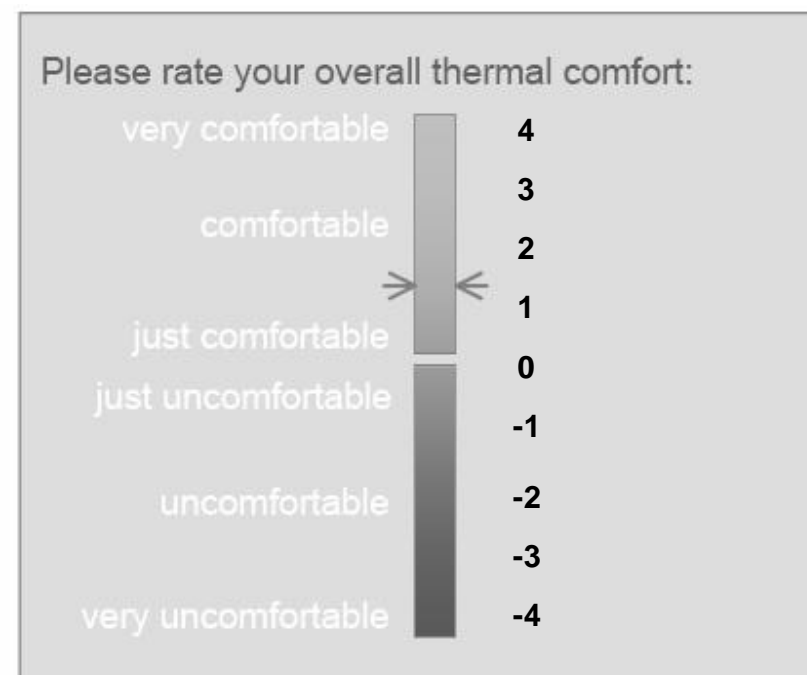 Please rate your overall thermal comfort:
very comfortable 4
3
comfortable
2
1
just comfortable
0
just uncomfortable
-1
uncomfortable -2
-3
very uncomfortable -4